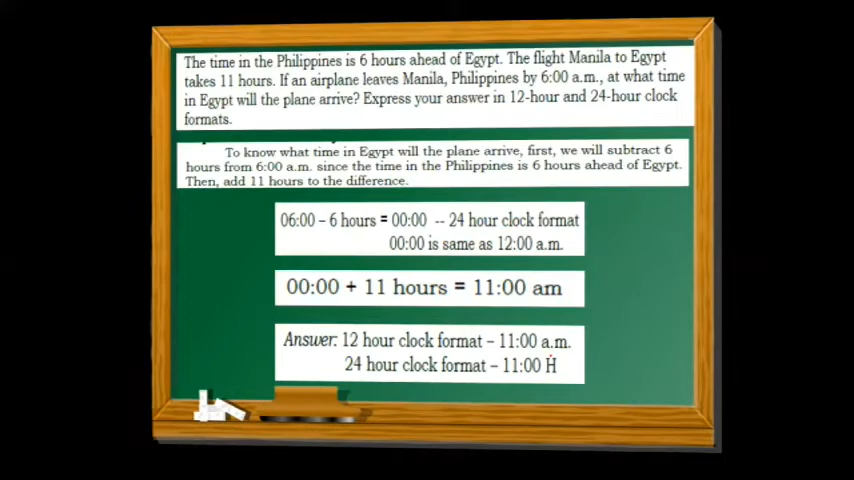 The time in the Philippines is 6 hours ahead of Egypt. The flight Manila to Egypt
takes 11 hours. If an airplane leaves Manila, Philippines by 6:00 a.m., at what time
in Egypt will the plane arrive? Express your answer in 12-hour and 24-hour clock
formats.
To know what time in Egypt will the plane arrive, first, we will subtract 6
hours from 6:00 a.m. since the time in the Philippines is 6 hours ahead of Egypt.
Then, add 11 hours to the difference.
06:00 – 6 hours = 00:00 -- 24 hour clock format
00:00 is same as 12:00 a.m.
00:00 + 11 hours = 11:00 am
Answer: 12 hour clock format – 11:00 a.m.
24 hour clock format – 11:00 H